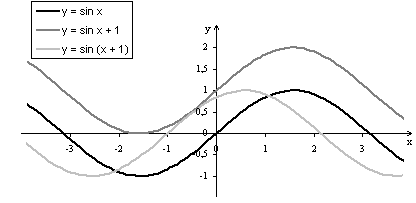 y = sin x
y = sin x + 1
y = sin (x + 1)
y
2
1,5
1
0,5
-3 -2 -1 0 1 2 3 x
-0,5
-1